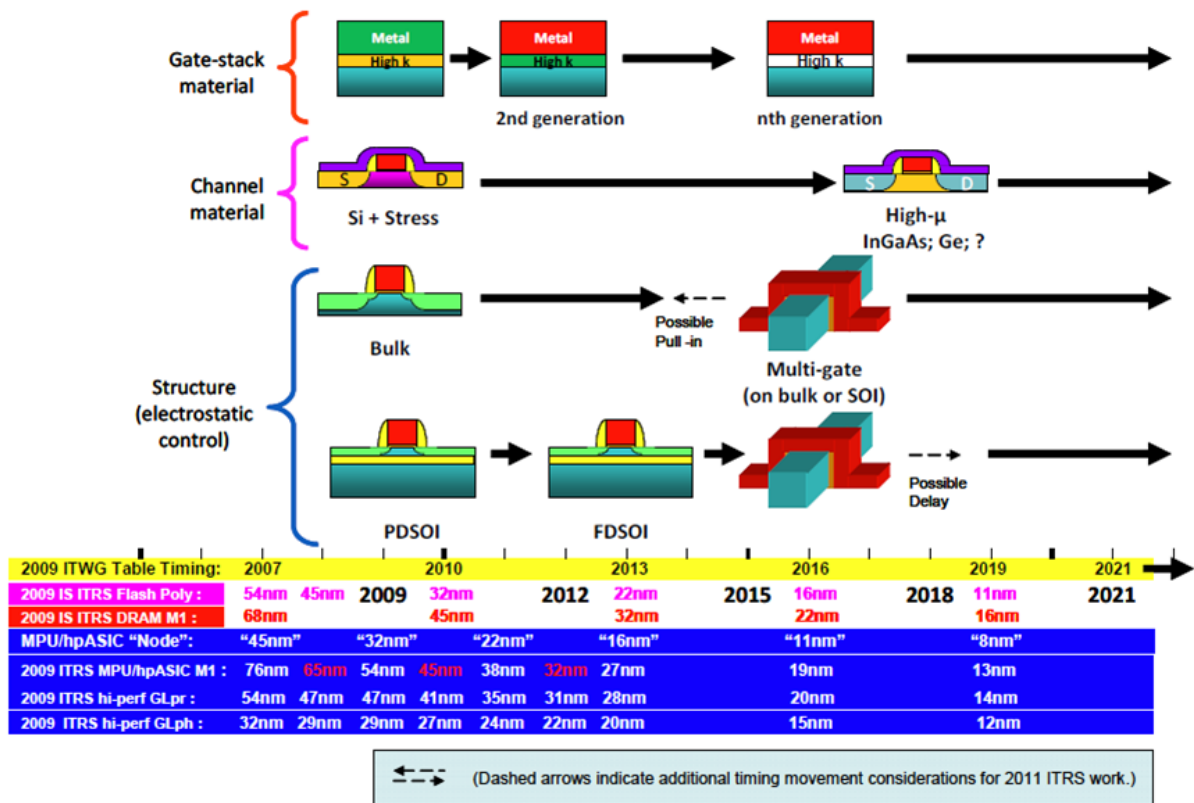 Gate-stack
material
Metal
High k
Metal
High k
2nd generation
Metal
High k
nth generation
Channel
material
S D
Si + Stress
S D
High-μ
InGaAs; Ge; ?
Structure
(electrostatic
control)
Bulk
Possible
Pull -in
Multi-gate
(on bulk or SOI)
PDSOI
FDSOI
Possible
Delay
2009 ITWG Table Timing: 2007 2010 2013 2016 2019 2021
2009 IS ITRS Flash Poly : 54nm 45nm 2009 32nm 2012 22nm 2015 16nm 2018 11nm 2021
2009 IS ITRS DRAM M1 : 68nm 45nm 32nm 22nm 16nm
MPU/hpASIC “Node”: “45nm” “32nm” “22nm” “16nm” “11nm” “8nm”
2009 ITRS MPU/hpASIC M1 : 76nm 65nm 54nm 45nm 38nm 32nm 27nm 19nm 13nm
2009 ITRS hi-perf GLpr : 54nm 47nm 47nm 41nm 35nm 31nm 28nm 20nm 14nm
2009 ITRS hi-perf GLph : 32nm 29nm 29nm 27nm 24nm 22nm 20nm 15nm 12nm
(Dashed arrows indicate additional timing movement considerations for 2011 ITRS work.)